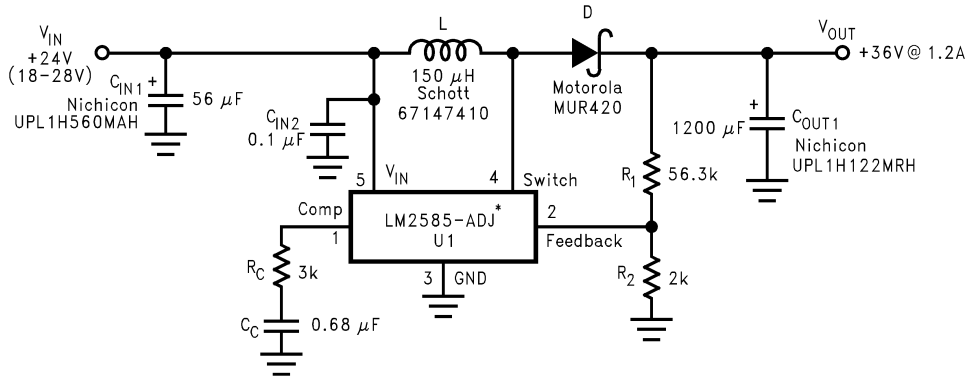 V_IN
+24V
(18-28V)
C_IN1 +
Nichicon
UPL1H560MAH
56 μF
C_IN2
0.1 μF
L
150 μH
Schott
67147410
D
Motorola
MUR420
V_OUT
+36V @ 1.2A
+
1200 μF
C_OUT1
Nichicon
UPL1H122MRH
R_1
56.3k
R_2
2k
5
V_IN
4
Switch
Comp
1
LM2585-ADJ*
U1
2
Feedback
3
GND
R_C
3k
C_C
0.68 μF